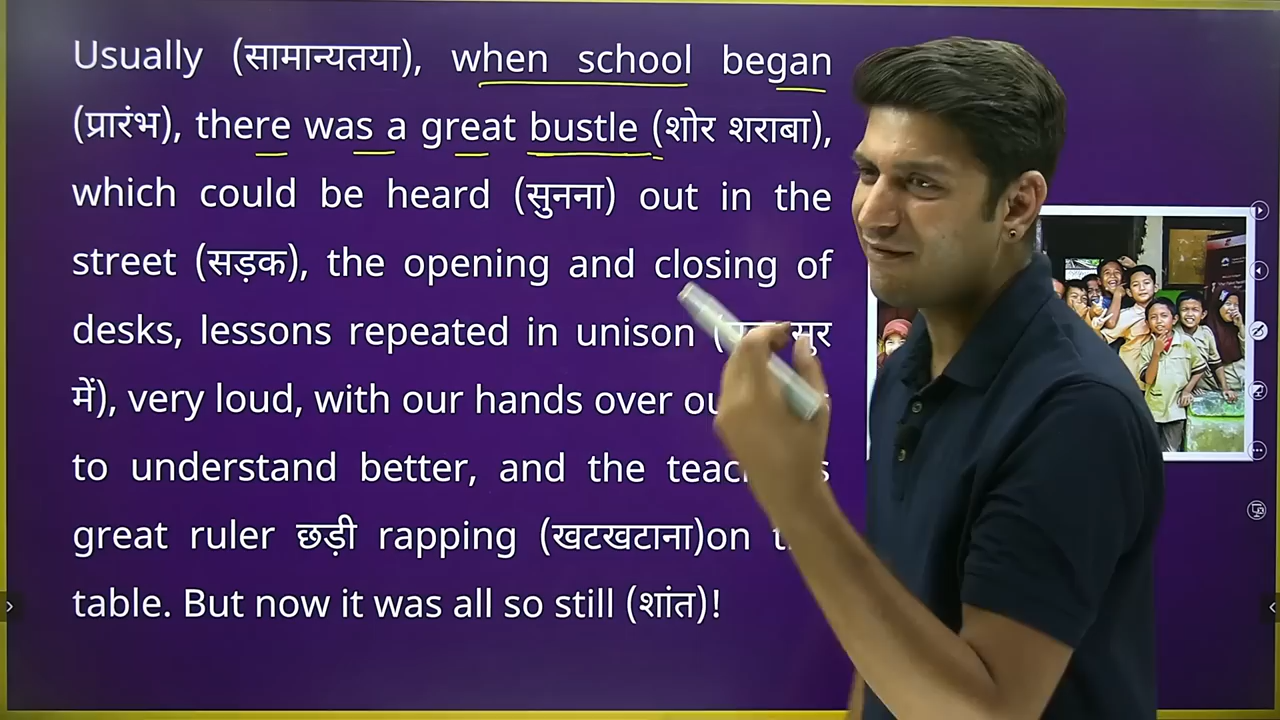 Usually (सामान्यतया), when school began
(प्रारंभ), there was a great bustle (शोर शराबा),
which could be heard (सुनना) out in the
street (सड़क), the opening and closing of
desks, lessons repeated in unison ( सुर
में), very loud, with our hands over
to understand better, and the
great ruler छड़ी rapping (खटखटाना)on
table. But now it was all so still (शांत)!